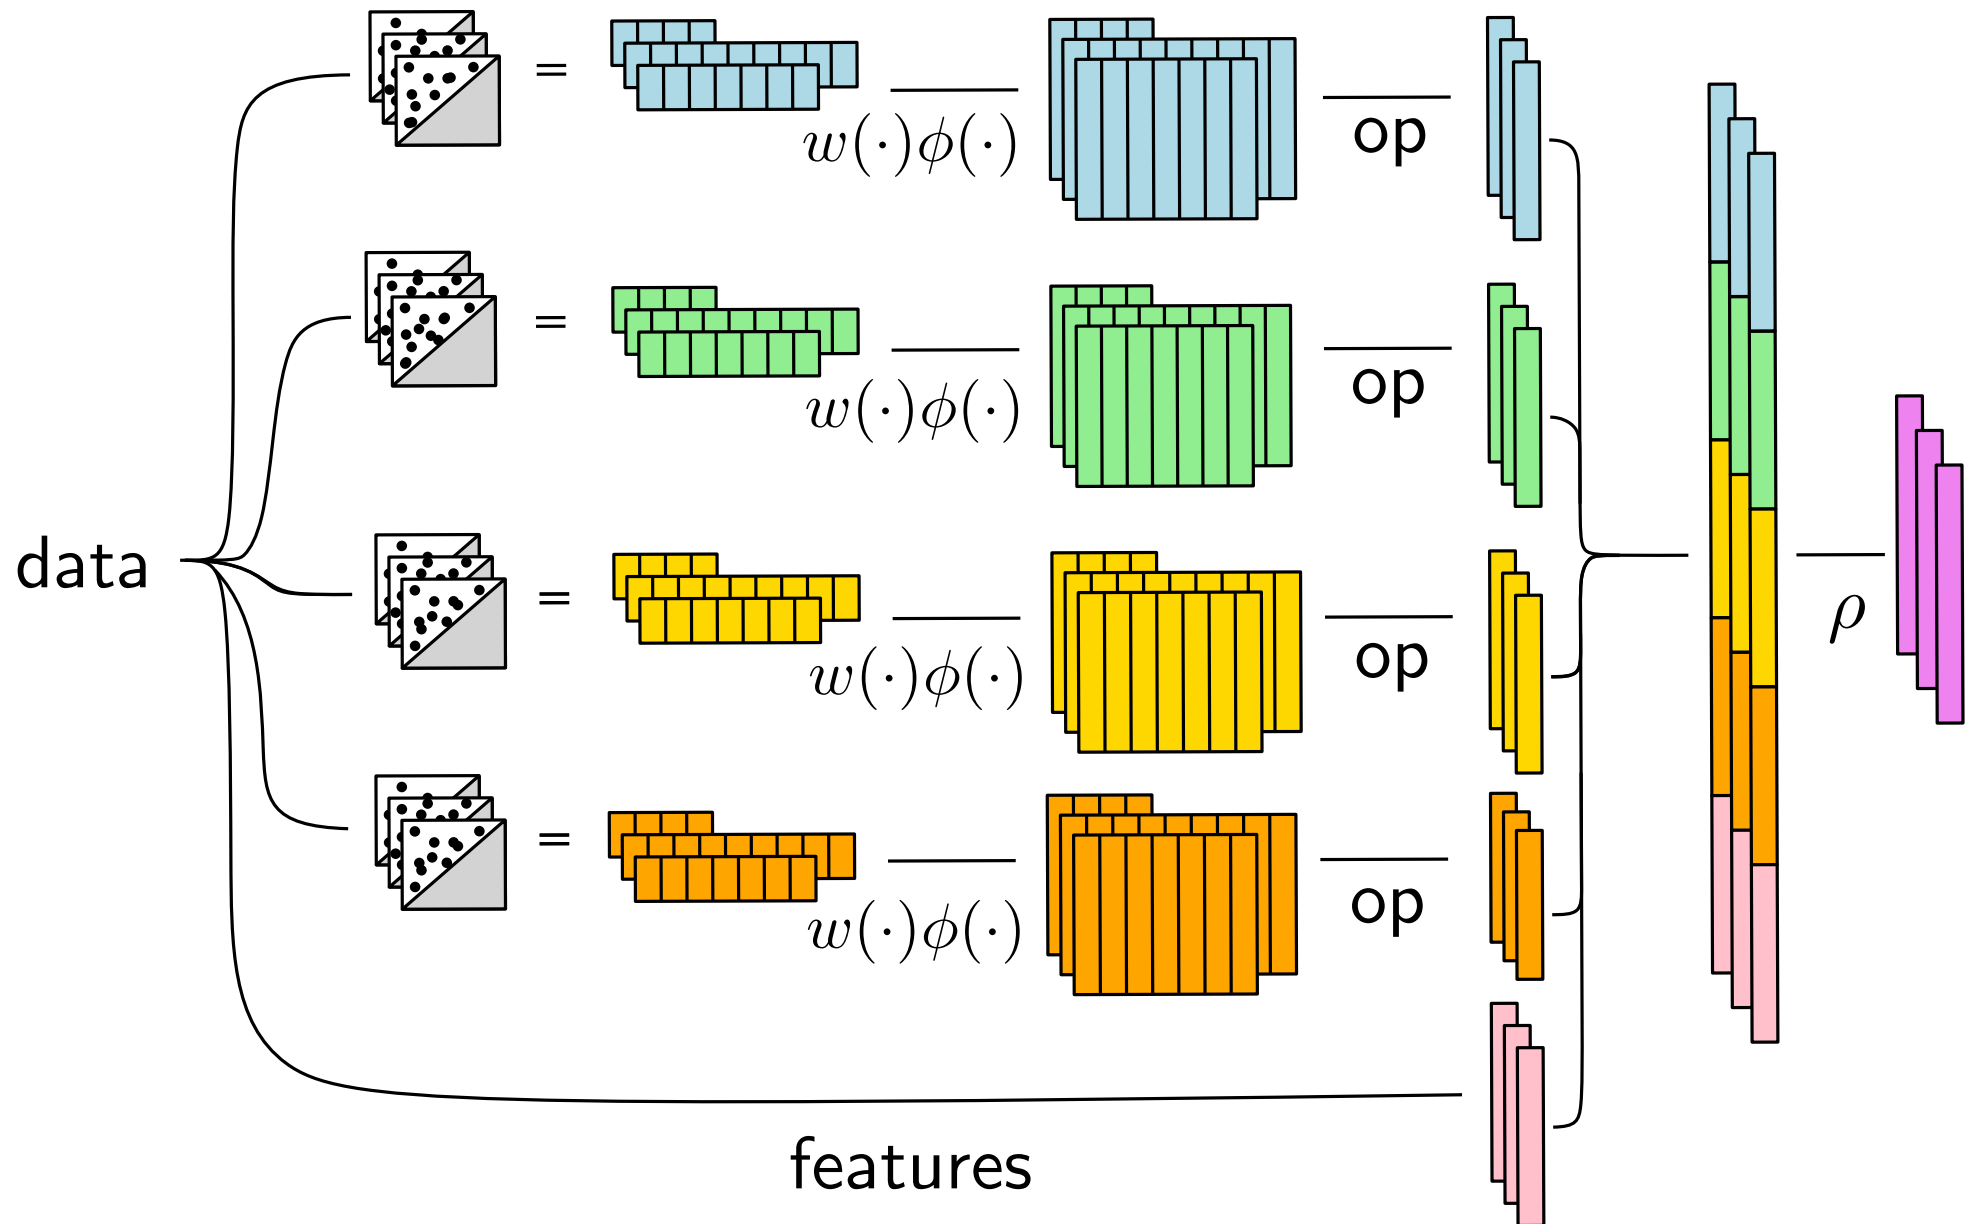 =
w(·)φ(·)
op
=
w(·)φ(·)
op
data
=
w(·)φ(·)
op
ρ
=
w(·)φ(·)
op
features